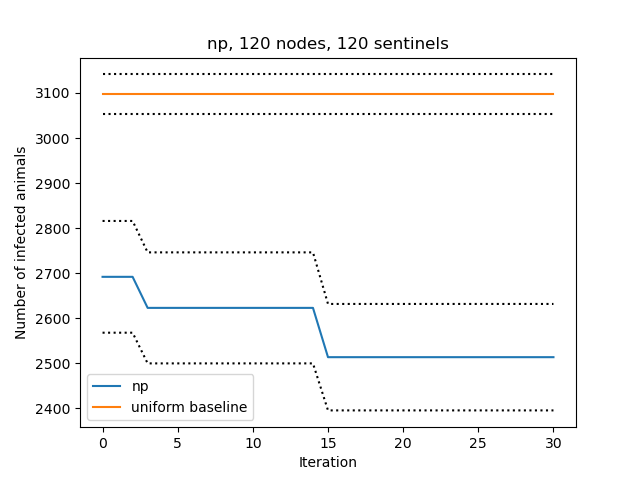 np, 120 nodes, 120 sentinels
Number of infected animals
3100
3000
2900
2800
2700
2600
2500
2400
np
uniform baseline
0 5 10 15 20 25 30
Iteration